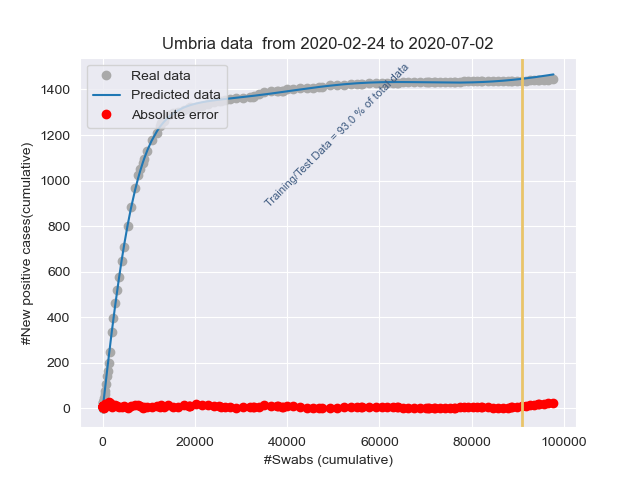 Umbria data  from 2020-02-24 to 2020-07-02
Real data
Predicted data
Absolute error
Training/Test Data = 93.0 % of total data
#New positive cases(cumulative)
1400
1200
1000
800
600
400
200
0
0 20000 40000 60000 80000 100000
#Swabs (cumulative)